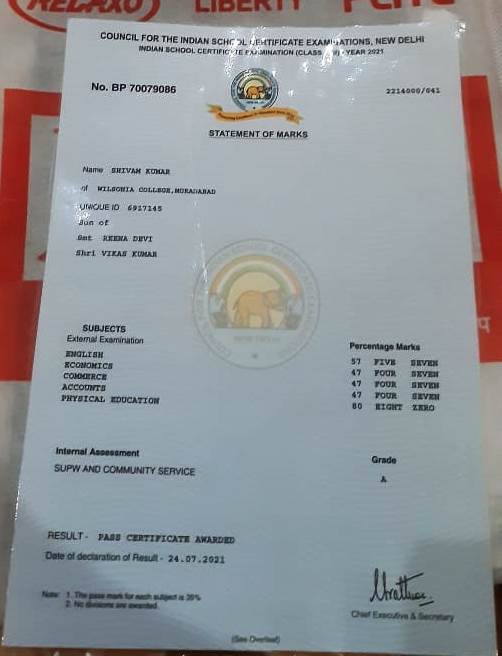 RELAXO LIBERTY
COUNCIL FOR THE INDIAN SCHOOL CERTIFICATE EXAMINATIONS, NEW DELHI
INDIAN SCHOOL CERTIFICATE EXAMINATION (CLASS YEAR 2021
No. BP 70079086
2214000/041
STATEMENT OF MARKS
Name SHIVAM KUMAR
of WILSONIA COLLEGE,MORADABAD
UNIQUE ID 6917145
Son of
Smt REENA DEVI
Shri VIKAS KUMAR
SUBJECTS
External Examination
Percentage Marks
ENGLISH 57 FIVE SEVEN
ECONOMICS 47 FOUR SEVEN
COMMERCE 47 FOUR SEVEN
ACCOUNTS 47 FOUR SEVEN
PHYSICAL EDUCATION 80 EIGHT ZERO
Internal Assessment
Grade
SUPW AND COMMUNITY SERVICE
A
RESULT - PASS CERTIFICATE AWARDED
Date of declaration of Result - 24.07.2021
Note: 1. The pass mark for each subject is 35%
2. No divisions are awarded.
Chief Executive & Secretary
(See Overleaf)